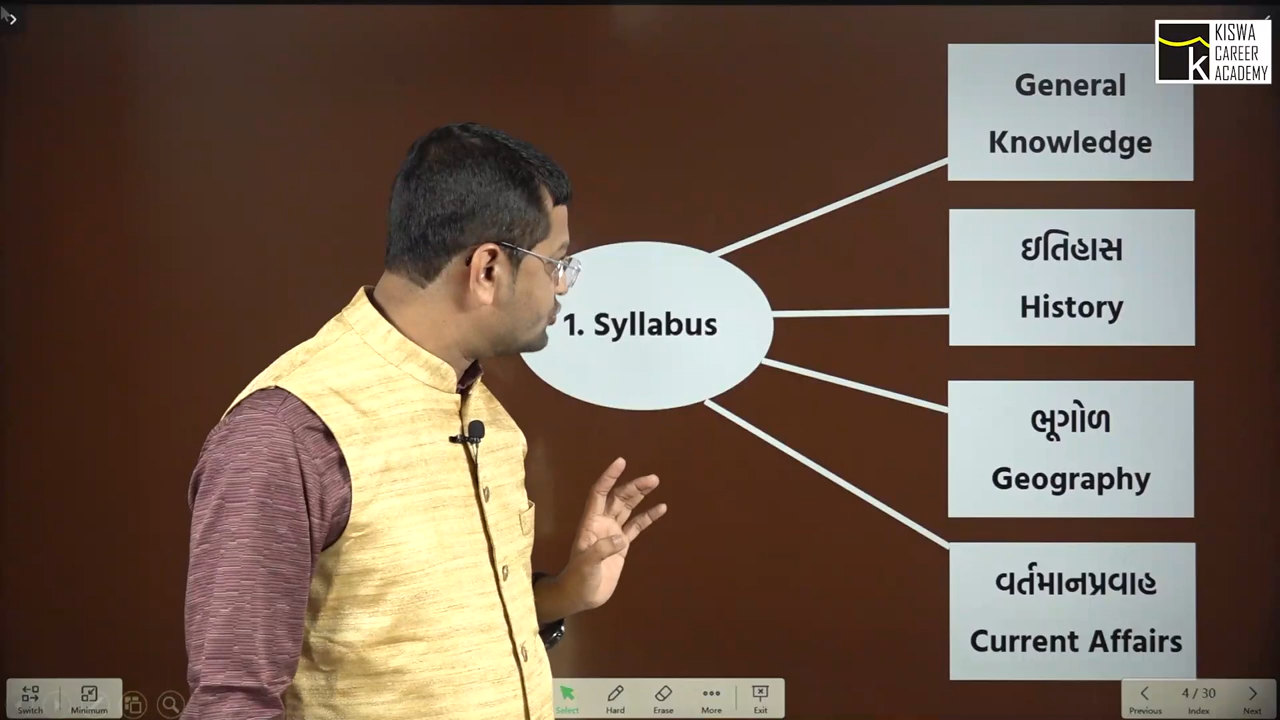 KISWA
CAREER
ACADEMY
k
General
Knowledge
ઇતિહાસ
History
1. Syllabus
ભૂગોળ
Geography
વર્તમાનપ્રવાહ
Current Affairs
Switch
Minimum
Select
Hard
Erase
More
Exit
Previous
4 / 30
Index
Next